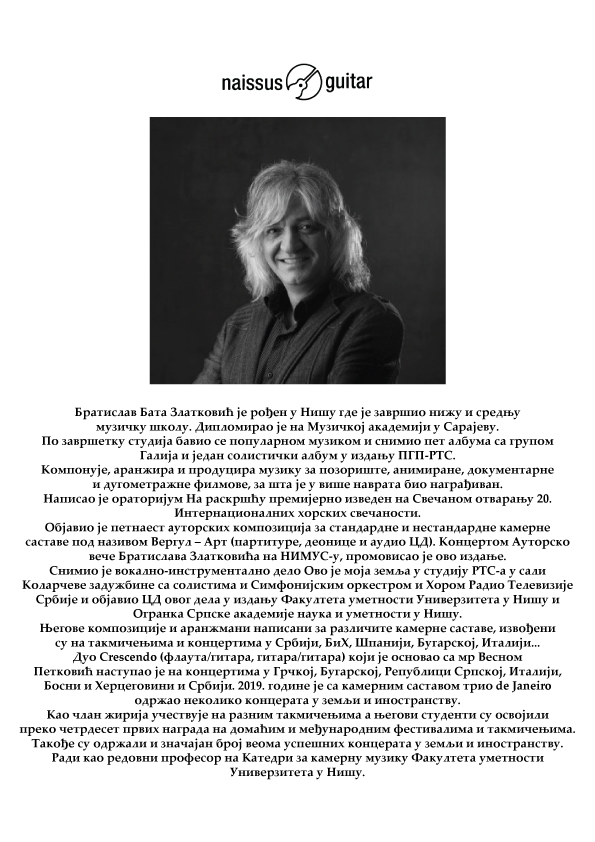 naissus guitar
Братислав Бата Златковић је рођен у Нишу где је завршио нижу и средњу
музичку школу. Дипломирао је на Музичкој академији у Сарајеву.
По завршетку студија бавио се популарном музиком и снимио пет албума са групом
Галија и један солистички албум у издању ПГП-РТС.
Компонује, аранжира и продуцира музику за позориште, анимиране, документарне
и дугометражне филмове, за шта је у више наврата био награђиван.
Написао је ораторијум На раскршћу премијерно изведен на Свечаном отварању 20.
Интернационалних хорских свечаности.
Објавио је петнаест ауторских композиција за стандардне и нестандардне камерне
саставе под називом Вергул – Арт (партитуре, деонице и аудио ЦД). Концертом Ауторско
вече Братислава Златковића на НИМУС-у, промовисао је ово издање.
Снимио је вокално-инструментално дело Ово је моја земља у студију РТС-а у сали
Коларчеве задужбине са солистима и Симфонијским оркестром и Хором Радио Телевизије
Србије и објавио ЦД овог дела у издању Факултета уметности Универзитета у Нишу и
Огранка Српске академије наука и уметности у Нишу.
Његове композиције и аранжмани написани за различите камерне саставе, извођени
су на такмичењима и концертима у Србији, БиХ, Шпанији, Бугарској, Италији...
Дуо Crescendo (флаута/гитара, гитара/гитара) који је основао са мр Весном
Петковић наступао је на концертима у Грчкој, Бугарској, Републици Српској, Италији,
Босни и Херцеговини и Србији. 2019. године је са камерним саставом трио de Janeiro
одржао неколико концерата у земљи и иностранству.
Као члан жирија учествује на разним такмичењима а његови студенти су освојили
преко четрдесет првих награда на домаћим и међународним фестивалима и такмичењима.
Такође су одржали и значајан број веома успешних концерата у земљи и иностранству.
Ради као редовни професор на Катедри за камерну музику Факултета уметности
Универзитета у Нишу.